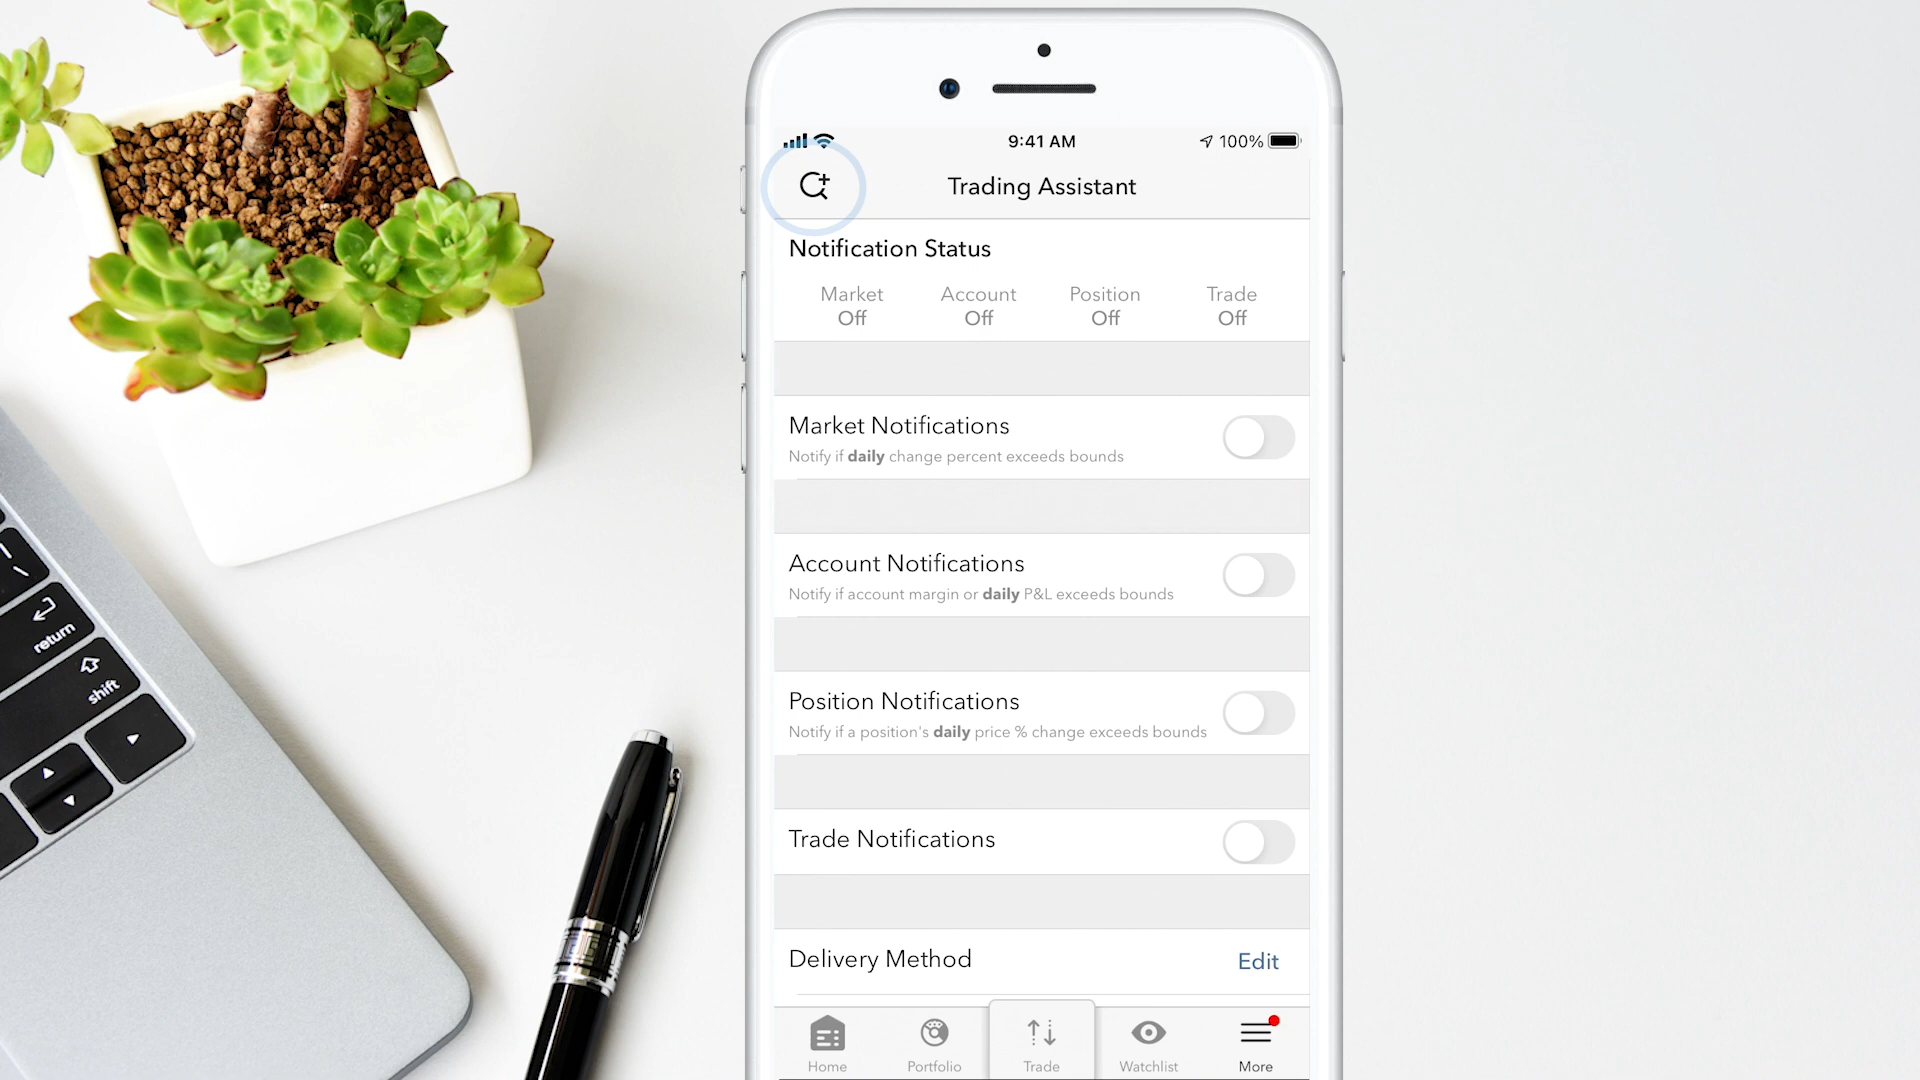 9:41 AM
100%
Trading Assistant
Notification Status
Market
Account
Position
Trade
Off
Off
Off
Off
Market Notifications
Notify if daily change percent exceeds bounds
Account Notifications
Notify if account margin or daily P&L exceeds bounds
Position Notifications
Notify if a position's daily price % change exceeds bounds
Trade Notifications
Delivery Method
Edit
Home
Portfolio
Trade
Watchlist
More
return
shift